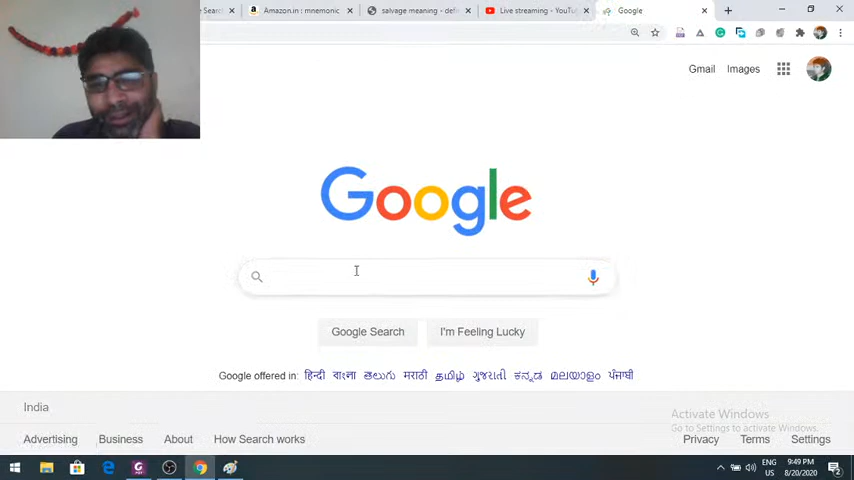 Search
Amazon.in : mnemonic
salvage meaning - defi
Live streaming - YouTu
Google
Gmail Images
Google
Google Search I'm Feeling Lucky
Google offered in: हिन्दी বাংলা తెలుగు मराठी தமிழ் ગુજરાતી ಕನ್ನಡ മലയാളം ਪੰਜਾਬੀ
India
Activate Windows
Go to Settings to activate Windows.
Advertising Business About How Search works Privacy Terms Settings
ENG 9:49 PM
US 8/20/2020
2